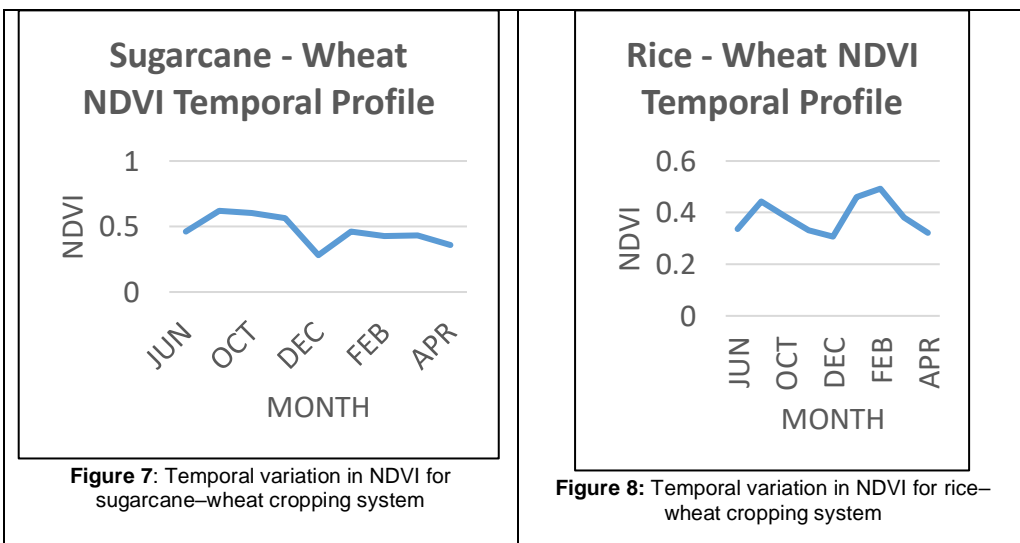 Sugarcane - Wheat
NDVI Temporal Profile
1
0.5
0
NDVI
JUN
OCT
DEC
FEB
APR
MONTH
Figure 7: Temporal variation in NDVI for
sugarcane–wheat cropping system
Rice - Wheat NDVI
Temporal Profile
0.6
0.4
0.2
0
NDVI
JUN
OCT
DEC
FEB
APR
MONTH
Figure 8: Temporal variation in NDVI for rice–
wheat cropping system